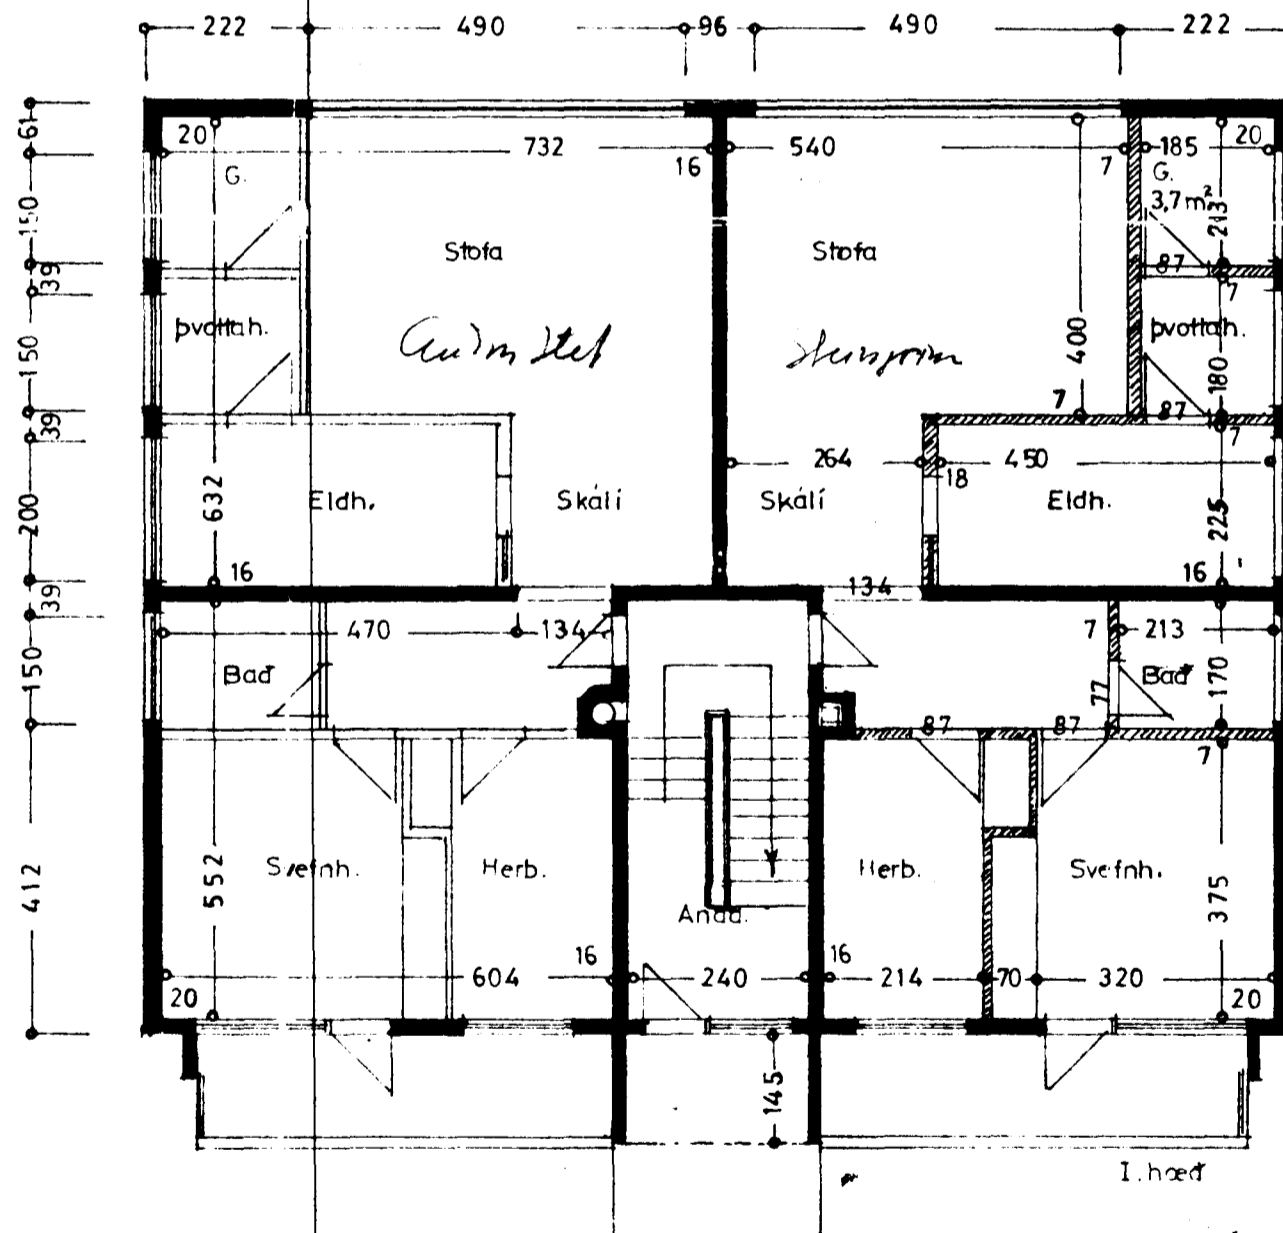 222 490 96 490 222
61 150 39 150 39 200 39 150 412
20 732 16 540 7 185 20
G. G.
3,7 m² 213
Stofa Stofa
87 7
Þvottah. Þvottah.
400 180
7 87 7
264 450
18
632 Eldh. Skáli Skáli Eldh. 225
16 134 16
470 134 7 213
Bað 77 Bað 170
87 87 7
552 Svefnh. Herb. Herb. Svefnh. 375
Andd.
16 16
604 240 214 70 320
20 20
145
I. hæð